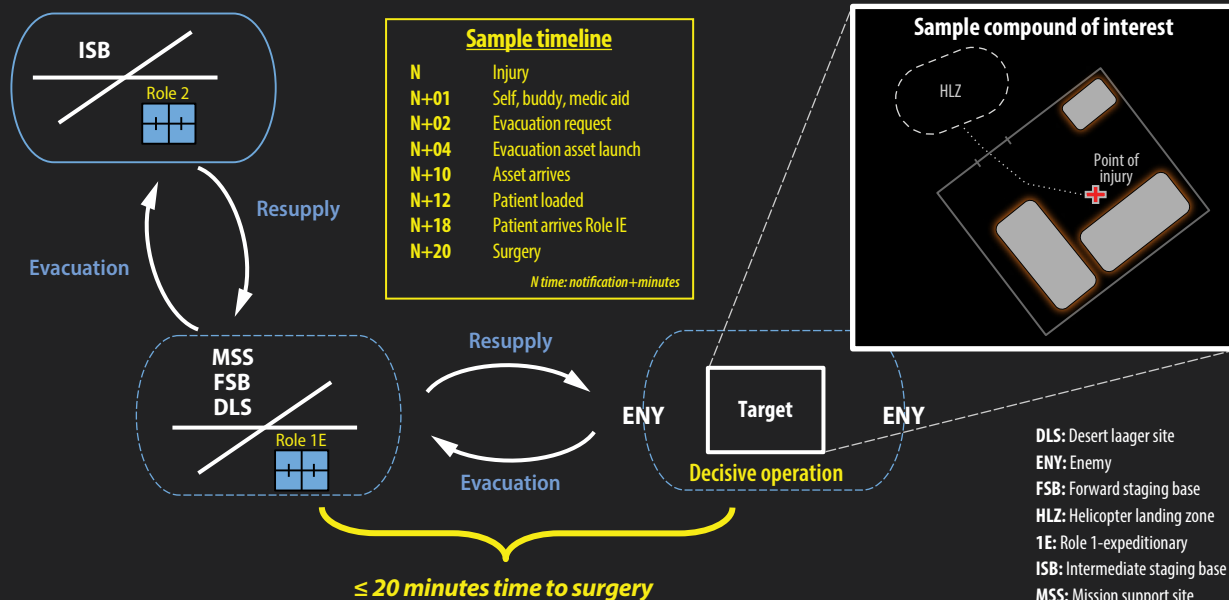 ISB
Role 2
Resupply
Evacuation
Sample timeline
N Injury
N+01 Self, buddy, medic aid
N+02 Evacuation request
N+04 Evacuation asset launch
N+10 Asset arrives
N+12 Patient loaded
N+18 Patient arrives Role IE
N+20 Surgery
N time: notification+minutes
Sample compound of interest
HLZ
Point of
injury
MSS
FSB
DLS
Role 1E
Resupply
Evacuation
ENY
Target
ENY
Decisive operation
≤ 20 minutes time to surgery
DLS: Desert laager site
ENY: Enemy
FSB: Forward staging base
HLZ: Helicopter landing zone
1E: Role 1-expeditionary
ISB: Intermediate staging base
MSS: Mission support site